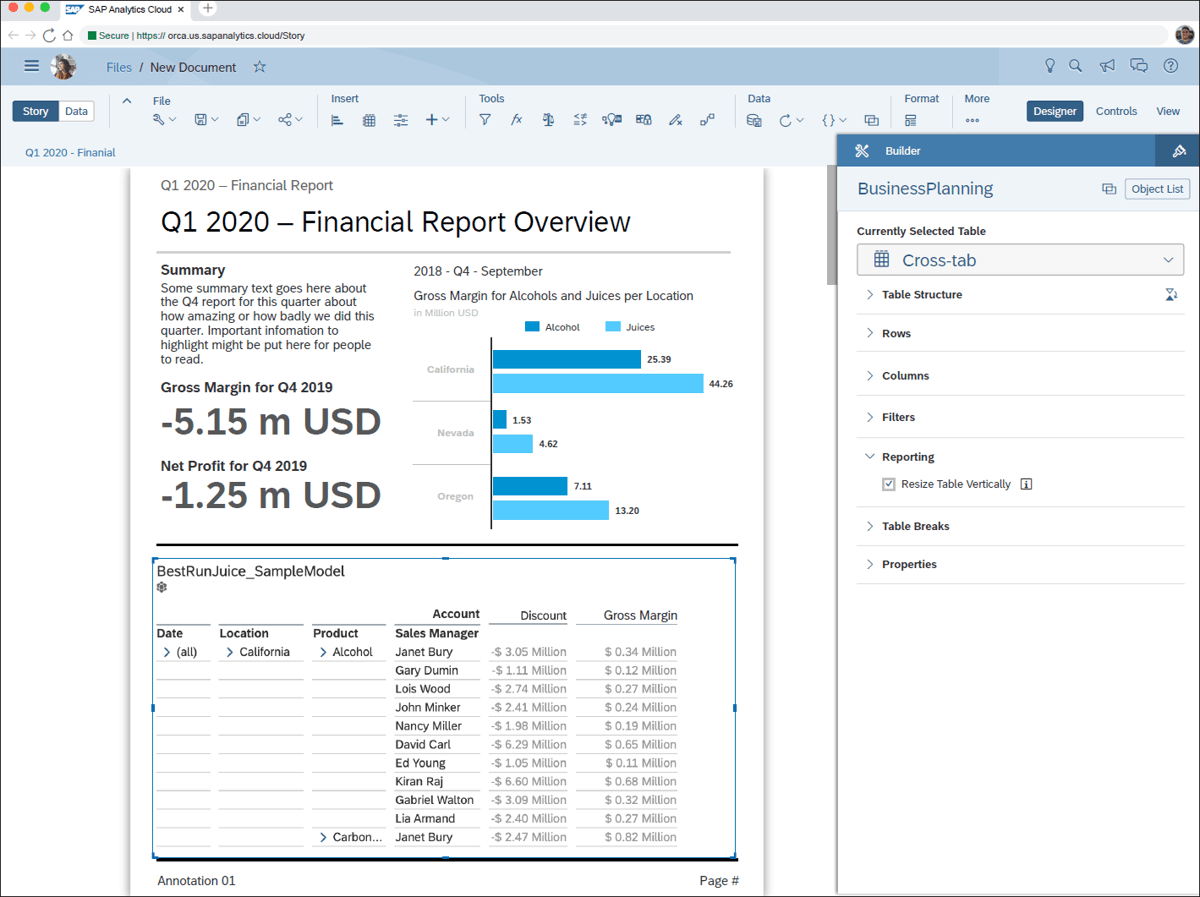 SAP SAP Analytics Cloud × +
Secure | https:// orca.us.sapanalytics.cloud/Story
Files / New Document
Story Data
File
Insert
Tools
fx
Data
{}
Format
More
Designer Controls View
Q1 2020 - Finanial
Q1 2020 – Financial Report
Q1 2020 – Financial Report Overview
Summary
Some summary text goes here about
the Q4 report for this quarter about
how amazing or how badly we did this
quarter. Important infomation to
highlight might be put here for people
to read.
Gross Margin for Q4 2019
-5.15 m USD
Net Profit for Q4 2019
-1.25 m USD
2018 - Q4 - September
Gross Margin for Alcohols and Juices per Location
in Million USD
Alcohol Juices
California 25.39
44.26
Nevada 1.53
4.62
Oregon 7.11
13.20
BestRunJuice_SampleModel
Account Discount Gross Margin
Date Location Product Sales Manager
(all) California Alcohol Janet Bury -$ 3.05 Million $ 0.34 Million
Gary Dumin -$ 1.11 Million $ 0.12 Million
Lois Wood -$ 2.74 Million $ 0.27 Million
John Minker -$ 2.41 Million $ 0.24 Million
Nancy Miller -$ 1.98 Million $ 0.19 Million
David Carl -$ 6.29 Million $ 0.65 Million
Ed Young -$ 1.05 Million $ 0.11 Million
Kiran Raj -$ 6.60 Million $ 0.68 Million
Gabriel Walton -$ 3.09 Million $ 0.32 Million
Lia Armand -$ 2.40 Million $ 0.27 Million
Carbon... Janet Bury -$ 2.47 Million $ 0.82 Million
Annotation 01 Page #
Builder
BusinessPlanning Object List
Currently Selected Table
Cross-tab
Table Structure
Rows
Columns
Filters
Reporting
Resize Table Vertically
Table Breaks
Properties